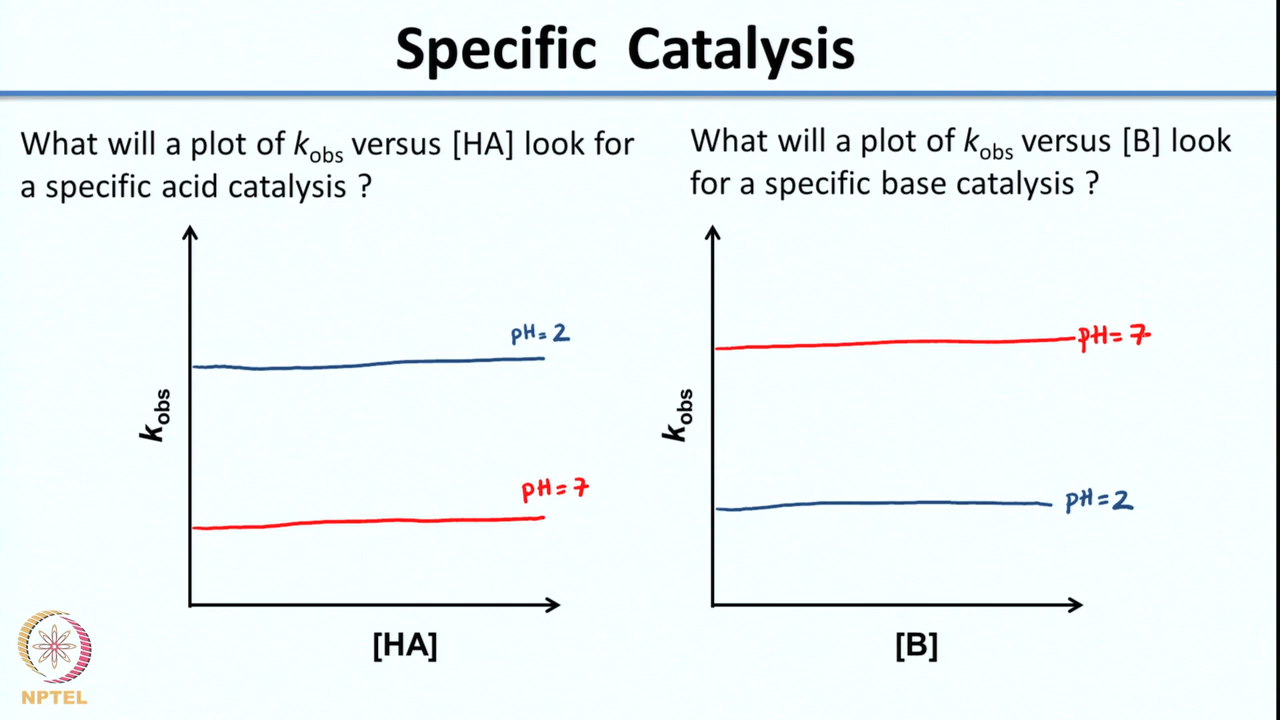 Specific Catalysis
What will a plot of kobs versus [HA] look for
a specific acid catalysis ?
What will a plot of kobs versus [B] look
for a specific base catalysis ?
pH = 2
pH = 7
kobs
[HA]
pH = 7
pH = 2
kobs
[B]
NPTEL